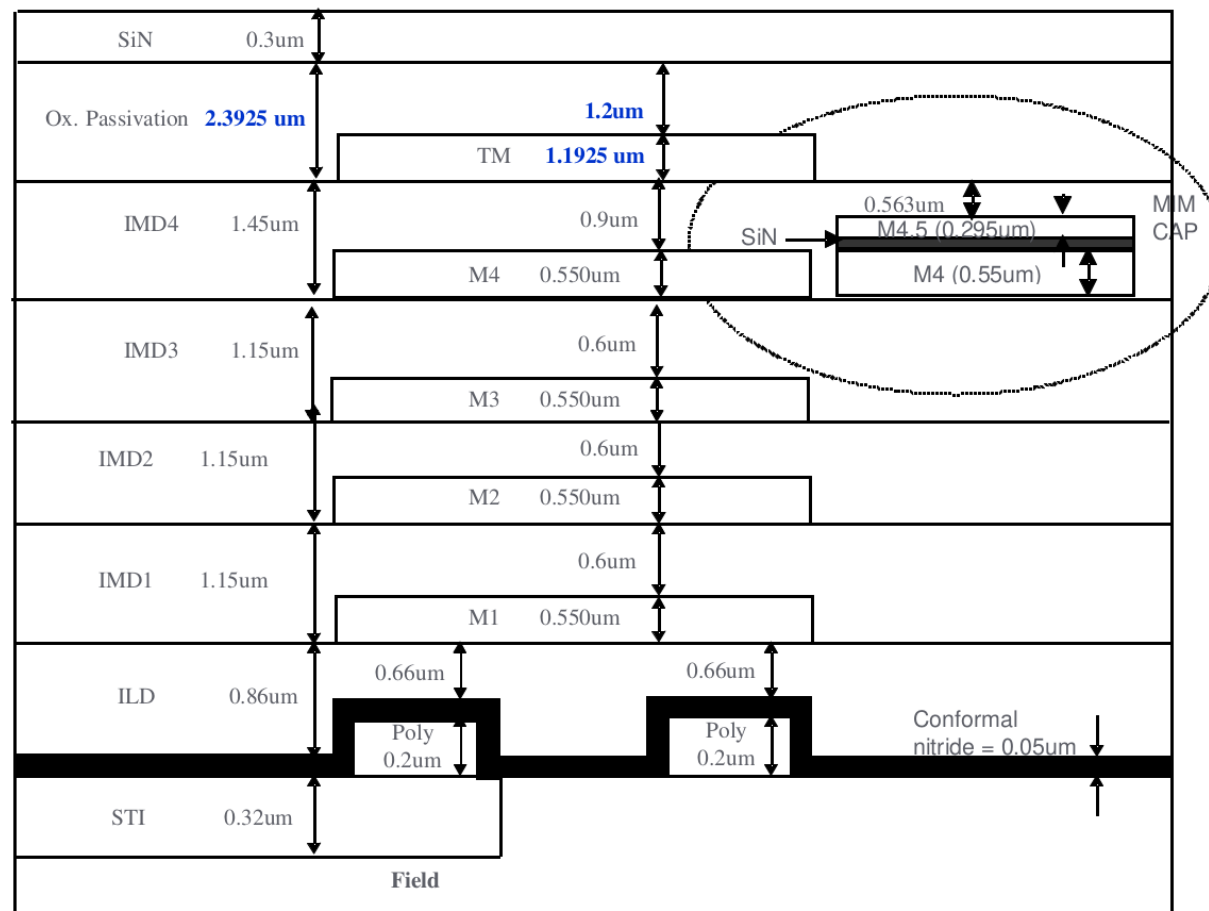 SiN 0.3um
Ox. Passivation 2.3925 um 1.2um
TM 1.1925 um
IMD4 1.45um 0.9um 0.563um MIM
SiN M4.5 (0.295um) CAP
M4 0.550um M4 (0.55um)
IMD3 1.15um 0.6um
M3 0.550um
IMD2 1.15um 0.6um
M2 0.550um
IMD1 1.15um 0.6um
M1 0.550um
0.66um 0.66um
ILD 0.86um
Poly Poly Conformal
0.2um 0.2um nitride = 0.05um
STI 0.32um
Field